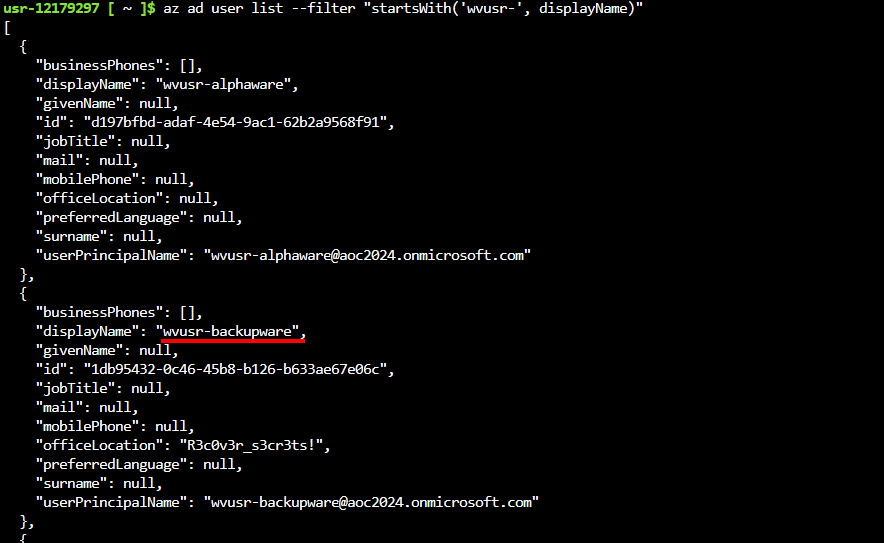 usr-12179297 [ ~ ]$ az ad user list --filter "startsWith('wvusr-', displayName)"
[
  {
    "businessPhones": [],
    "displayName": "wvusr-alphaware",
    "givenName": null,
    "id": "d197bfbd-adaf-4e54-9ac1-62b2a9568f91",
    "jobTitle": null,
    "mail": null,
    "mobilePhone": null,
    "officeLocation": null,
    "preferredLanguage": null,
    "surname": null,
    "userPrincipalName": "wvusr-alphaware@aoc2024.onmicrosoft.com"
  },
  {
    "businessPhones": [],
    "displayName": "wvusr-backupware",
    "givenName": null,
    "id": "1db95432-0c46-45b8-b126-b633ae67e06c",
    "jobTitle": null,
    "mail": null,
    "mobilePhone": null,
    "officeLocation": "R3c0v3r_s3cr3ts!",
    "preferredLanguage": null,
    "surname": null,
    "userPrincipalName": "wvusr-backupware@aoc2024.onmicrosoft.com"
  },
  {